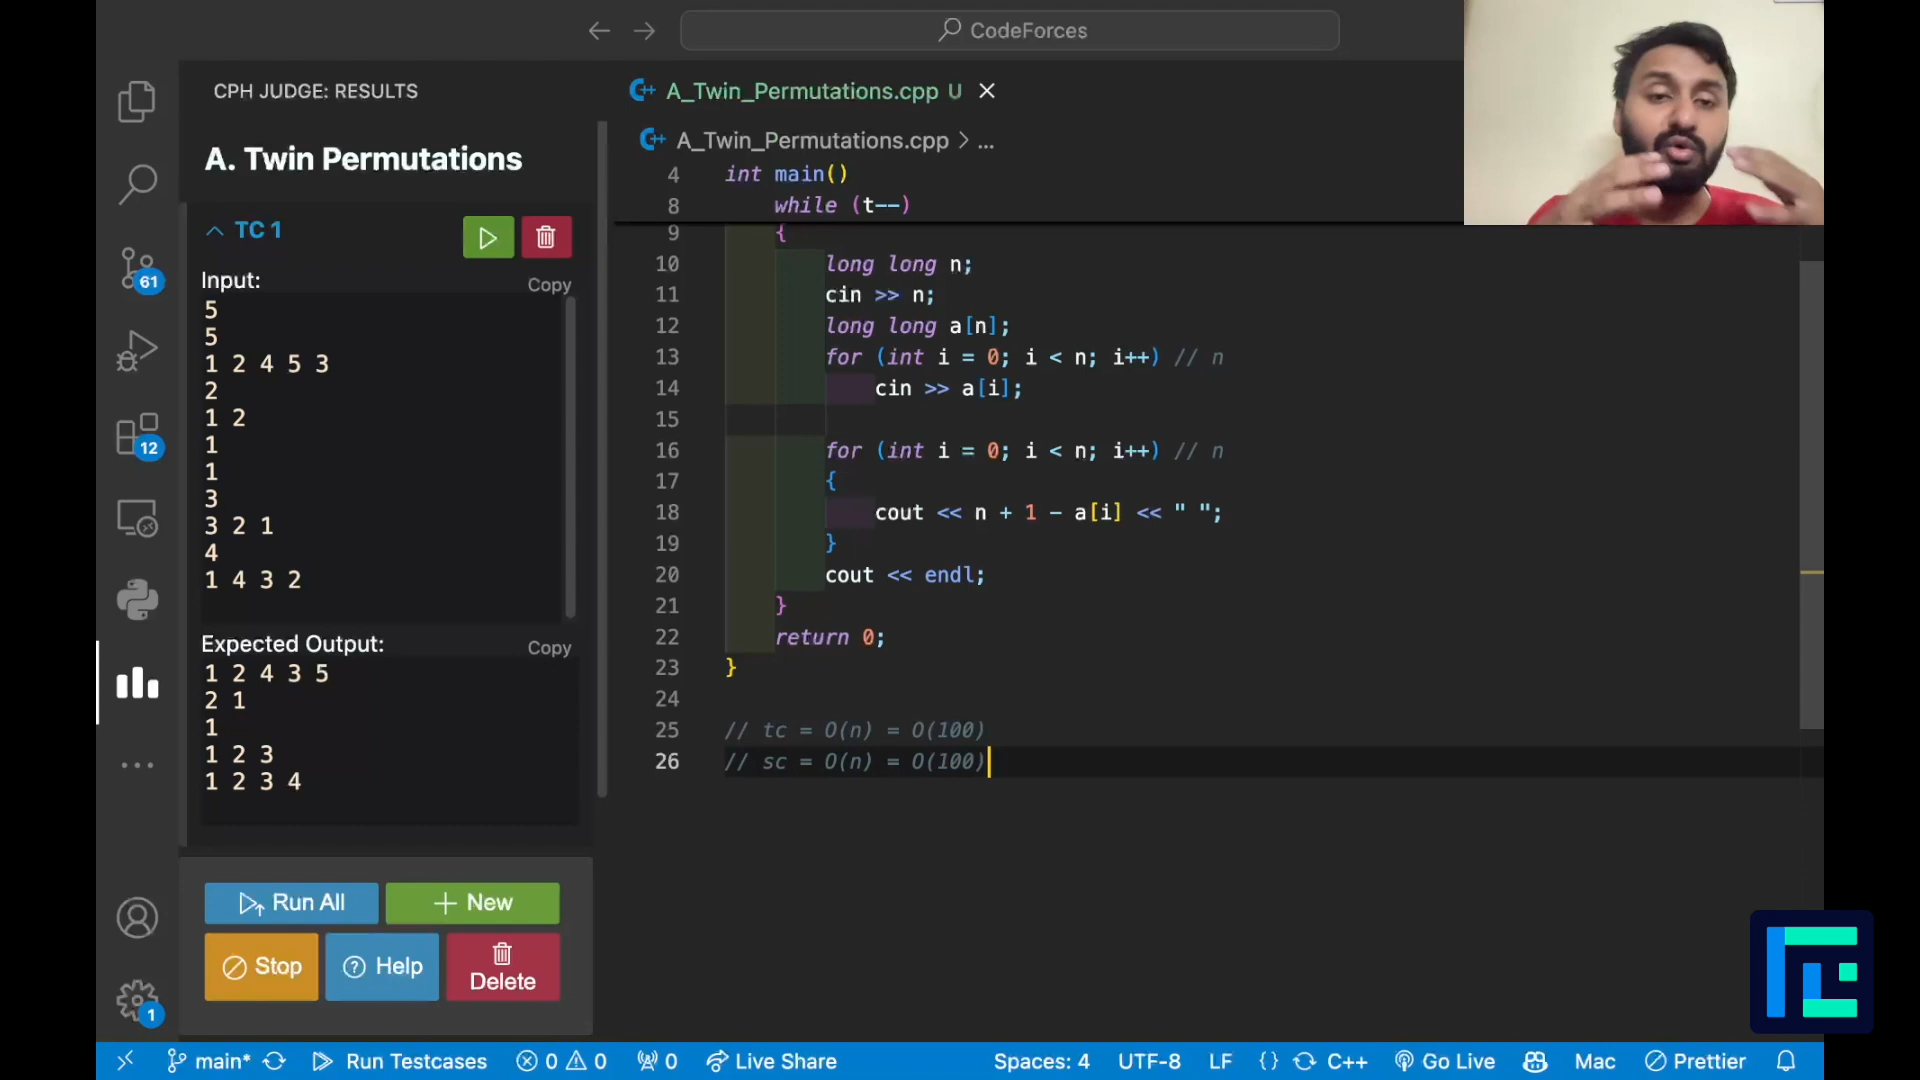 CodeForces
CPH JUDGE: RESULTS
A. Twin Permutations
TC 1
Input:
Copy
5
5
1 2 4 5 3
2
1 2
1
1
3
3 2 1
4
1 4 3 2
Expected Output:
Copy
1 2 4 3 5
2 1
1
1 2 3
1 2 3 4
Run All
New
Stop
Help
Delete
61
12
1
A_Twin_Permutations.cpp U
A_Twin_Permutations.cpp > ...
4 int main()
8 while (t--)
9 {
10 long long n;
11 cin >> n;
12 long long a[n];
13 for (int i = 0; i < n; i++) // n
14 cin >> a[i];
15
16 for (int i = 0; i < n; i++) // n
17 {
18 cout << n + 1 - a[i] << " ";
19 }
20 cout << endl;
21 }
22 return 0;
23 }
24
25 // tc = O(n) = O(100)
26 // sc = O(n) = O(100)
main* Run Testcases 0 0 0 Live Share Spaces: 4 UTF-8 LF {} C++ Go Live Mac Prettier